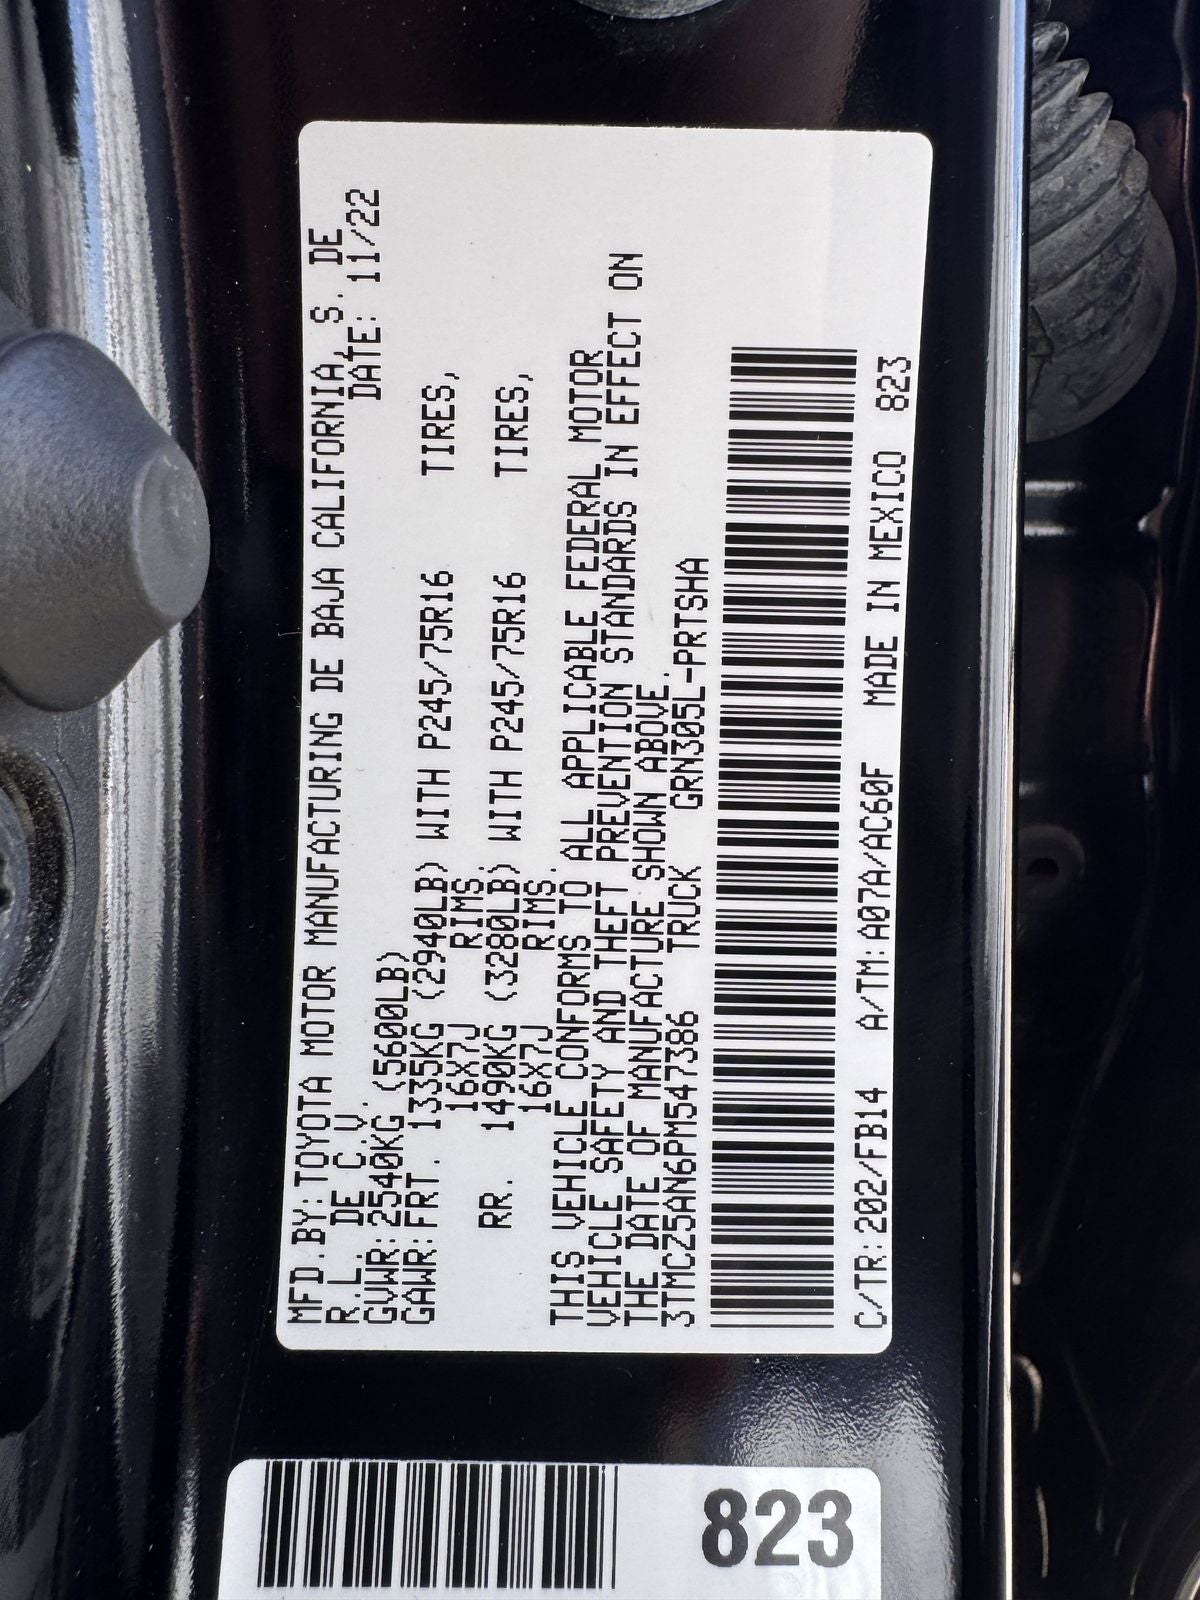 MFD.BY:TOYOTA MOTOR MANUFACTURING DE BAJA CALIFORNIA, S. DE
R.L. DE C.V. DATE: 11/22
GVWR:2540KG (5600LB)
GAWR:FRT. 1335KG (2940LB) WITH P245/75R16 TIRES,
16X7J RIMS
RR. 1490KG (3280LB) WITH P245/75R16 TIRES,
16X7J RIMS.
THIS VEHICLE CONFORMS TO ALL APPLICABLE FEDERAL MOTOR
VEHICLE SAFETY AND THEFT PREVENTION STANDARDS IN EFFECT ON
THE DATE OF MANUFACTURE SHOWN ABOVE.
3TMCZ5AN6PM547386 TRUCK GRN305L-PRTSHA
C/TR:202/FB14 A/TM:A07A/AC60F MADE IN MEXICO 823
823